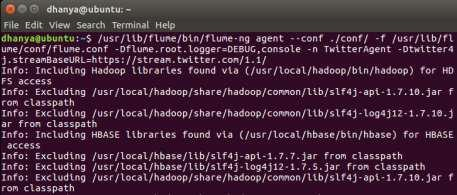 dhanya@ubuntu: ~
File Edit View Search Terminal Help
dhanya@ubuntu:~$ /usr/lib/flume/bin/flume-ng agent --conf ./conf/ -f /usr/lib/fl
ume/conf/flume.conf -Dflume.root.logger=DEBUG,console -n TwitterAgent -Dtwitter4
j.streamBaseURL=https://stream.twitter.com/1.1/
Info: Including Hadoop libraries found via (/usr/local/hadoop/bin/hadoop) for HD
FS access
Info: Excluding /usr/local/hadoop/share/hadoop/common/lib/slf4j-api-1.7.10.jar f
rom classpath
Info: Excluding /usr/local/hadoop/share/hadoop/common/lib/slf4j-log4j12-1.7.10.j
ar from classpath
Info: Including HBASE libraries found via (/usr/local/hbase/bin/hbase) for HBASE
 access
Info: Excluding /usr/local/hbase/lib/slf4j-api-1.7.7.jar from classpath
Info: Excluding /usr/local/hbase/lib/slf4j-log4j12-1.7.5.jar from classpath
Info: Excluding /usr/local/hadoop/share/hadoop/common/lib/slf4j-api-1.7.10.jar f
rom classpath